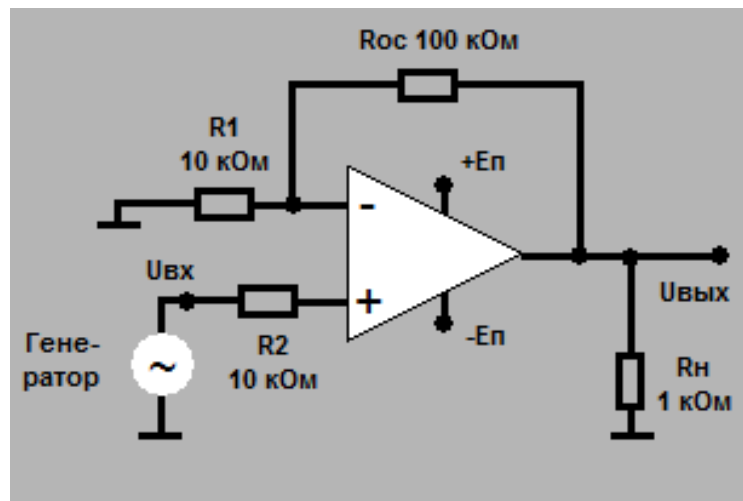 Rос 100 кОм
R1
10 кОм
+Eп
-
Uвх
+
Uвых
-Eп
Гене-
ратор
~
R2
10 кОм
Rн
1 кОм